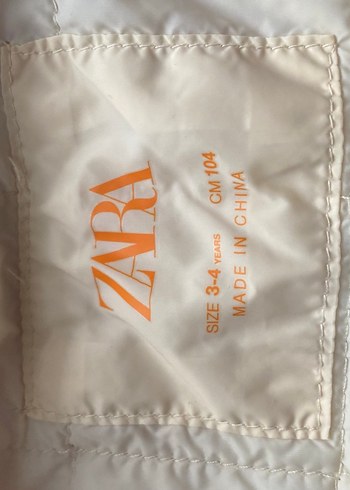 ZARA
SIZE 3-4 YEARS CM 104
MADE IN CHINA